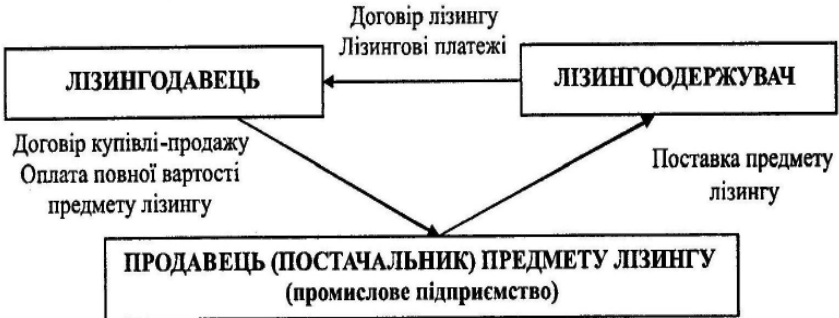 Договір лізингу
Лізингові платежі
ЛІЗИНГОДАВЕЦЬ
ЛІЗИНГООДЕРЖУВАЧ
Договір купівлі-продажу
Оплата повної вартості
предмету лізингу
Поставка предмету
лізингу
ПРОДАВЕЦЬ (ПОСТАЧАЛЬНИК) ПРЕДМЕТУ ЛІЗИНГУ
(промислове підприємство)